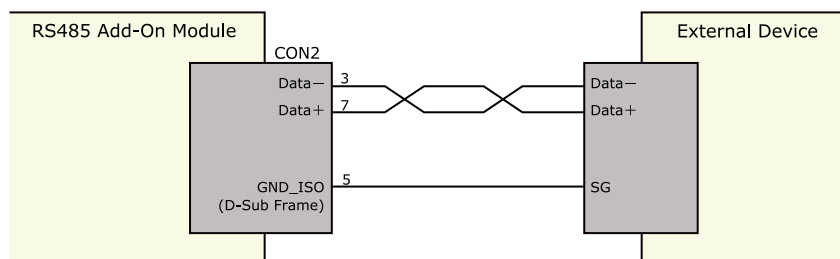 RS485 Add-On Module
External Device
CON2
Data− 3 Data−
Data+ 7 Data+
GND_ISO 5 SG
(D-Sub Frame)